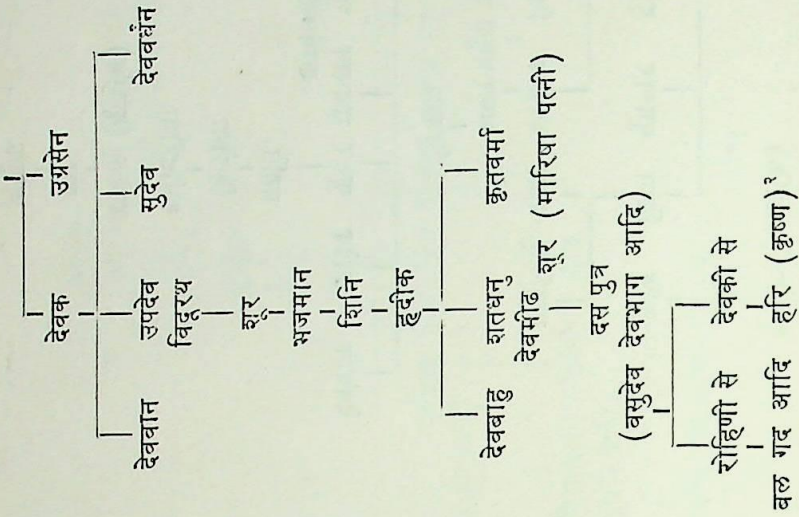 देवक उग्रसेन
देववान उपदेव सुदेव देववर्धन
विदूरथ
शूर
भजमान
शिनि
हृदीक
देवबाहु शतधनु कृतवर्मा
देवमीढ शूर (मारिषा पत्नी)
दस पुत्र
(वसुदेव देवभाग आदि)
रोहिणी से देवकी से
बल गद आदि हरि (कृष्ण)²